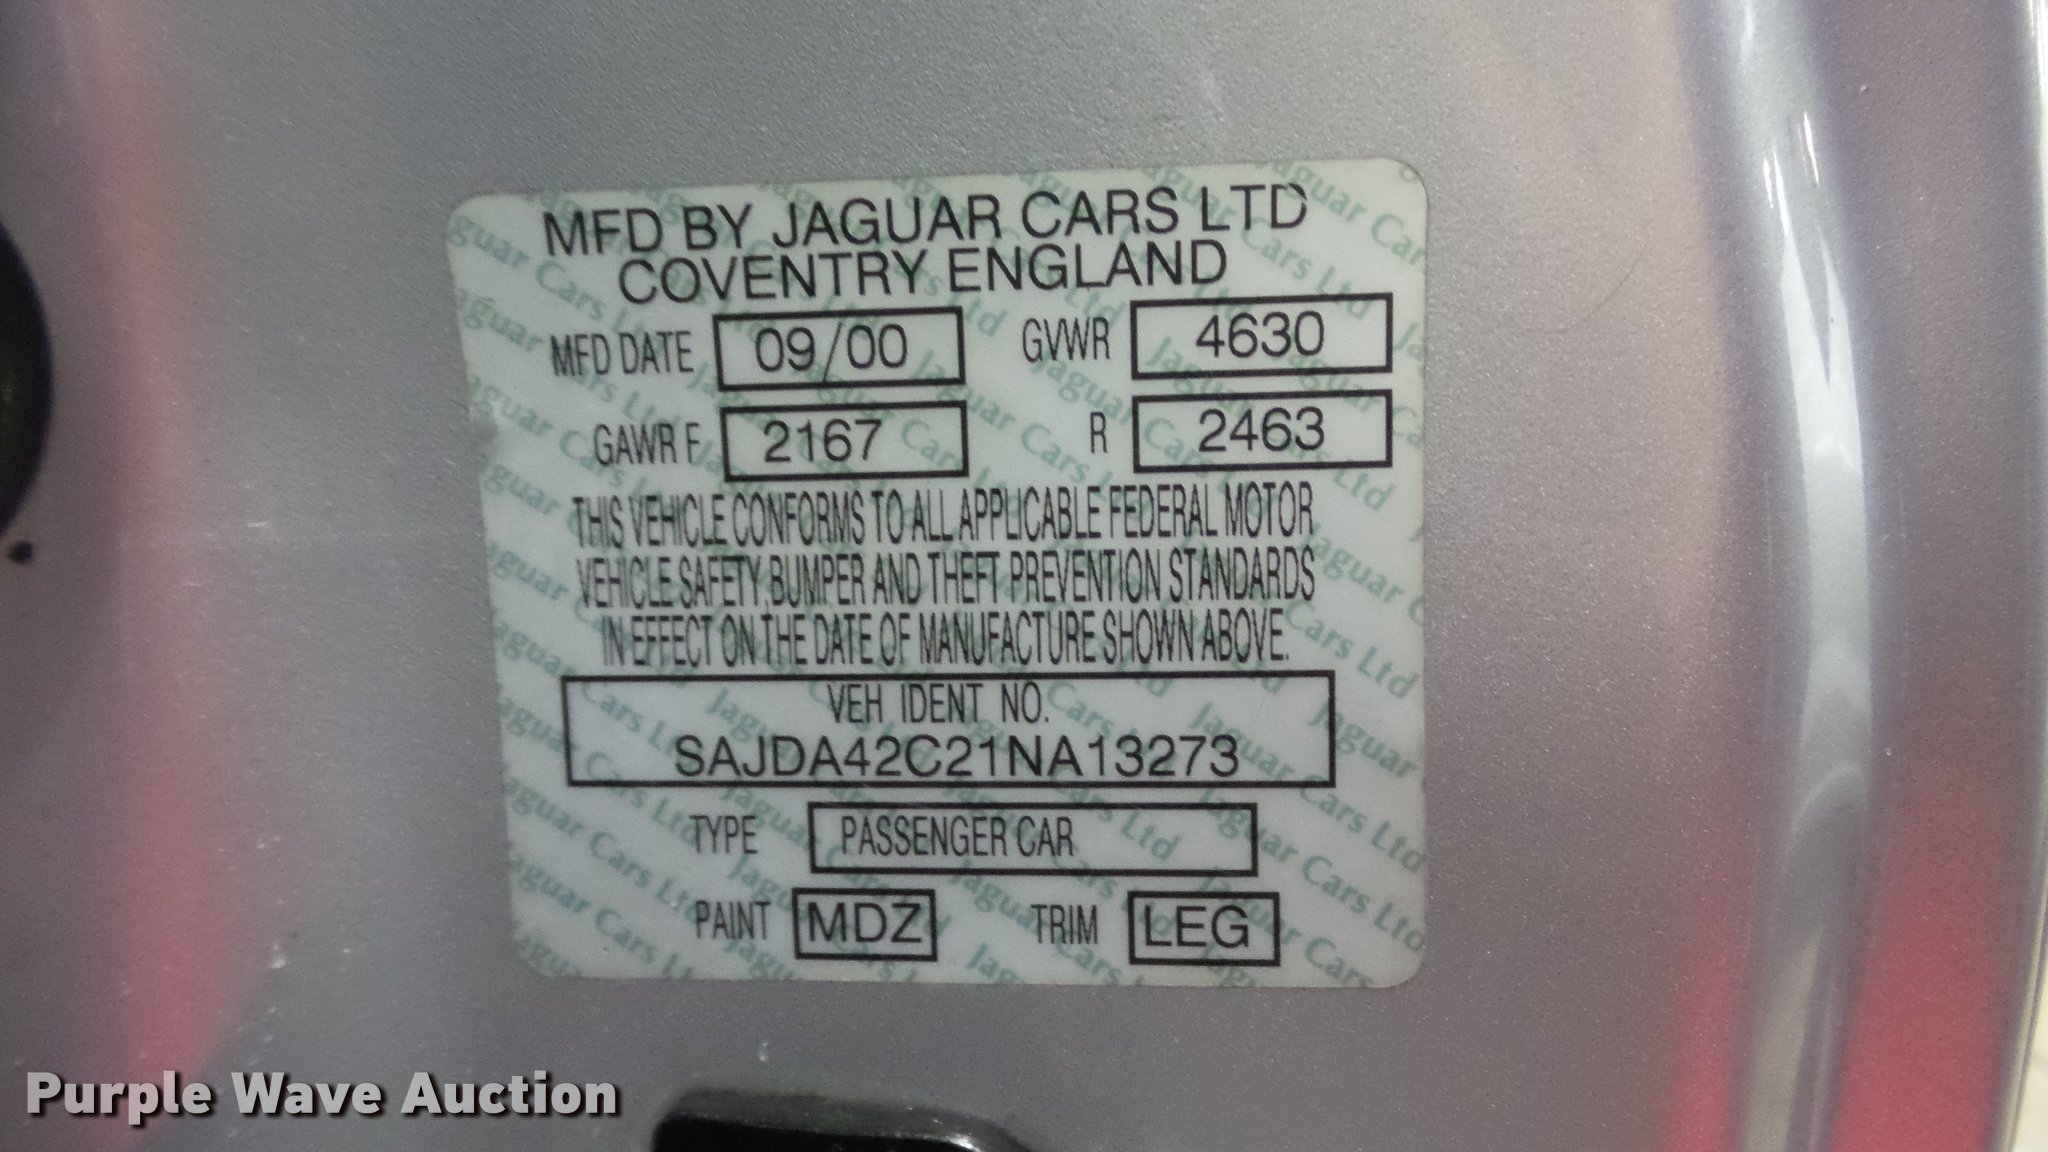 MFD BY JAGUAR CARS LTD
COVENTRY ENGLAND
MFD DATE 09/00 GVWR 4630
GAWR F 2167 R 2463
THIS VEHICLE CONFORMS TO ALL APPLICABLE FEDERAL MOTOR
VEHICLE SAFETY, BUMPER AND THEFT PREVENTION STANDARDS
IN EFFECT ON THE DATE OF MANUFACTURE SHOWN ABOVE.
VEH IDENT NO.
SAJDA42C21NA13273
TYPE PASSENGER CAR
PAINT MDZ TRIM LEG
Purple Wave Auction